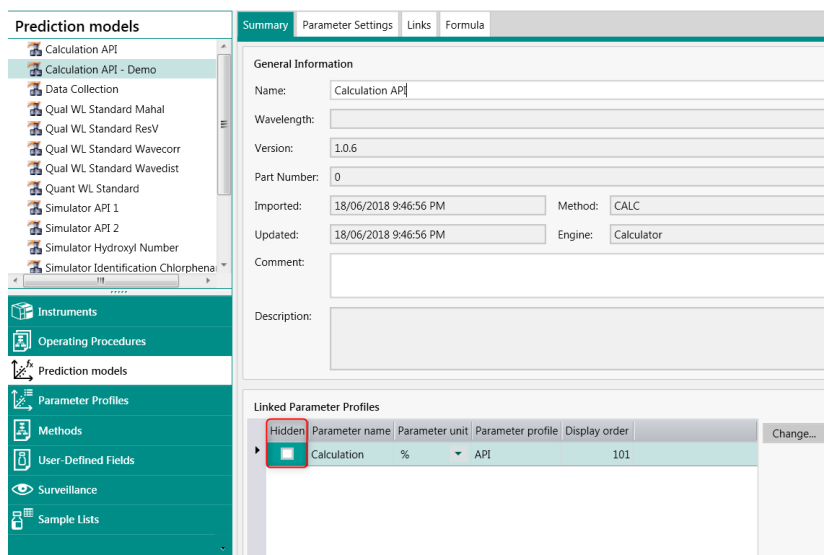 Prediction models
Calculation API
Calculation API - Demo
Data Collection
Qual WL Standard Mahal
Qual WL Standard ResV
Qual WL Standard Wavecorr
Qual WL Standard Wavedist
Quant WL Standard
Simulator API 1
Simulator API 2
Simulator Hydroxyl Number
Simulator Identification Chlorphena
Instruments
Operating Procedures
Prediction models
Parameter Profiles
Methods
User-Defined Fields
Surveillance
Sample Lists
Summary Parameter Settings Links Formula
General Information
Name: Calculation API
Wavelength:
Version: 1.0.6
Part Number: 0
Imported: 18/06/2018 9:46:56 PM Method: CALC
Updated: 18/06/2018 9:46:56 PM Engine: Calculator
Comment:
Description:
Linked Parameter Profiles
Hidden Parameter name Parameter unit Parameter profile Display order
Calculation % API 101
Change...